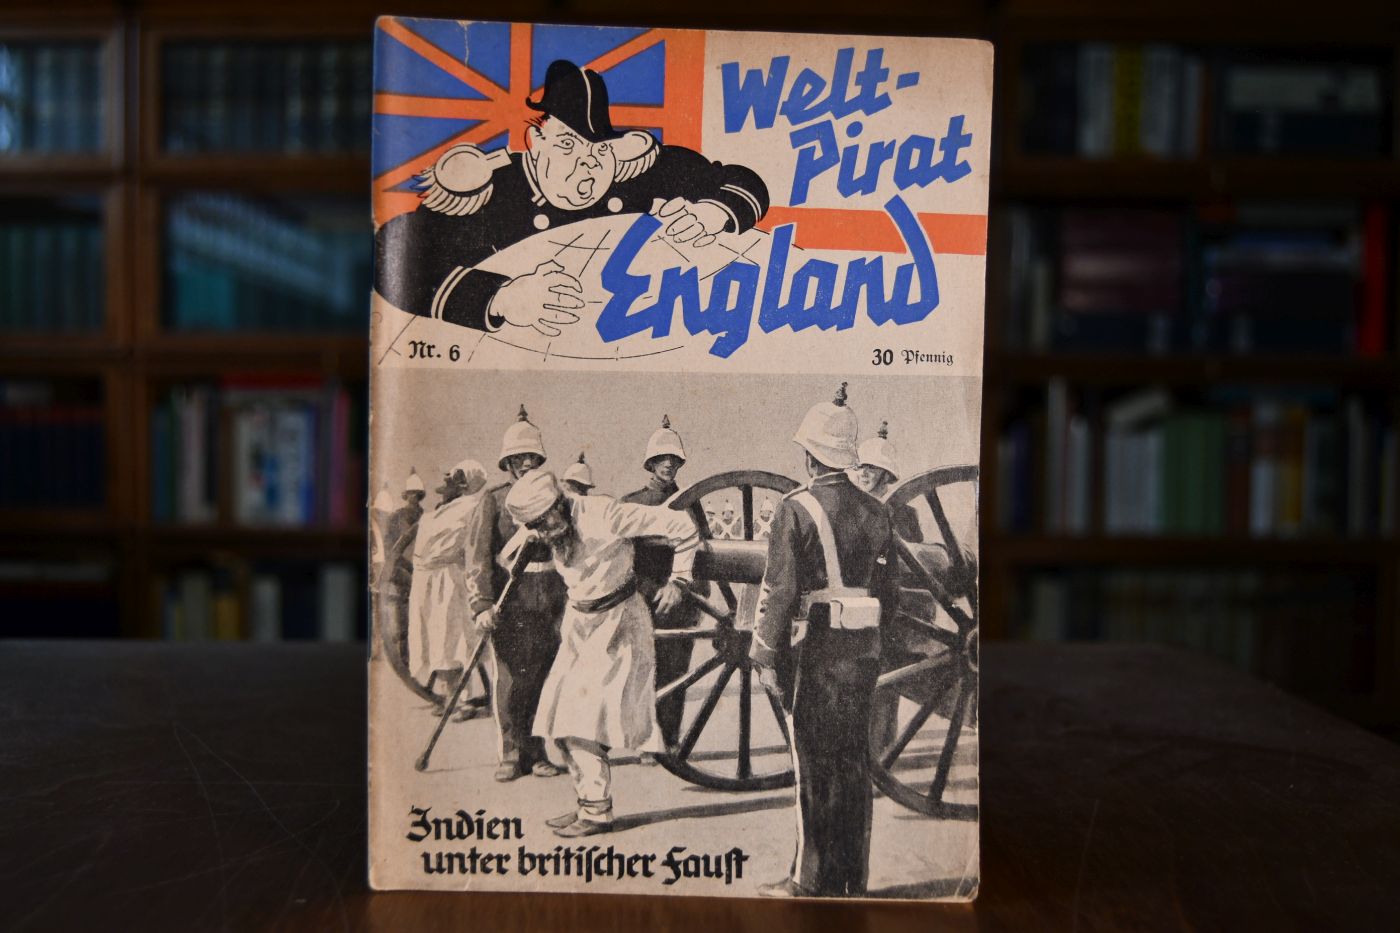 Welt-
Pirat
England
Nr. 6
30 Pfennig
Indien
unter britiſcher Fauſt